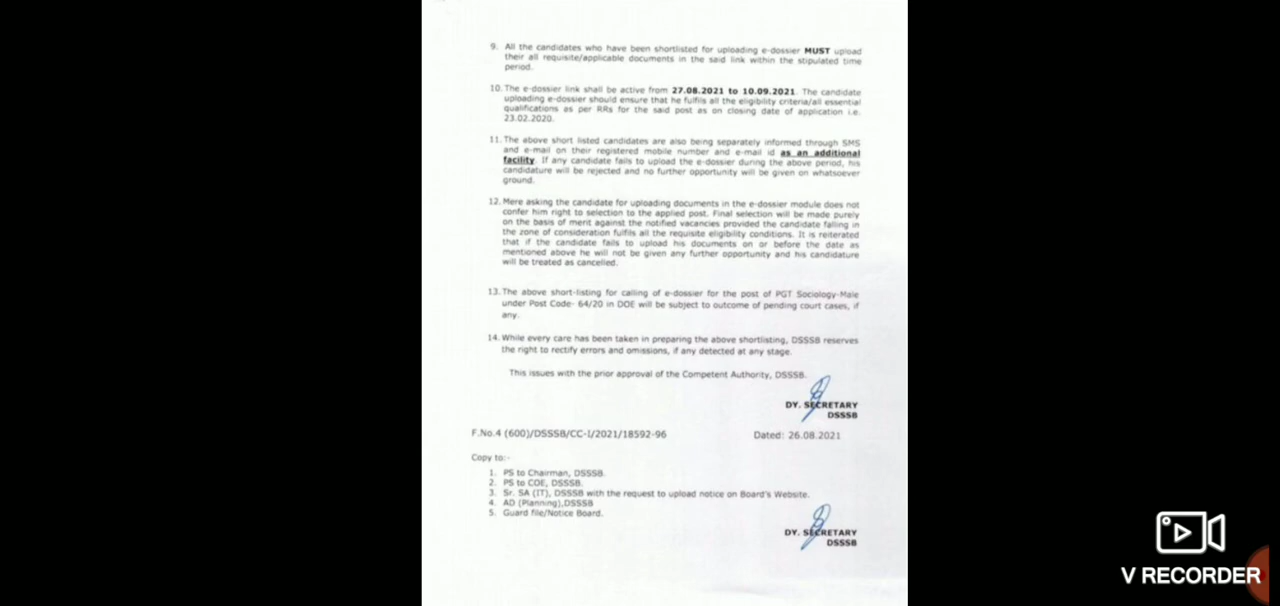 9. All the candidates who have been shortlisted for uploading e-dossier MUST upload
their all requisite/applicable documents in the said link within the stipulated time
period.
10. The e-dossier link shall be active from 27.08.2021 to 10.09.2021. The candidate
uploading e-dossier should ensure that he fulfils all the eligibility criteria/all essential
qualifications as per RRs for the said post as on closing date of application i.e.
23.02.2020.
11. The above short listed candidates are also being separately informed through SMS
and e-mail on their registered mobile number and e-mail id as an additional
facility. If any candidate fails to upload the e-dossier during the above period, his
candidature will be rejected and no further opportunity will be given on whatsoever
ground.
12. Mere asking the candidate for uploading documents in the e-dossier module does not
confer him right to selection to the applied post. Final selection will be made purely
on the basis of merit against the notified vacancies provided the candidate falling in
the zone of consideration fulfils all the requisite eligibility conditions. It is reiterated
that if the candidate fails to upload his documents on or before the date as
mentioned above he will not be given any further opportunity and his candidature
will be treated as cancelled.
13. The above short-listing for calling of e-dossier for the post of PGT Sociology-Male
under Post Code- 64/20 in DOE will be subject to outcome of pending court cases, if
any.
14. While every care has been taken in preparing the above shortlisting, DSSSB reserves
the right to rectify errors and omissions, if any detected at any stage.
This issues with the prior approval of the Competent Authority, DSSSB.
DY. SECRETARY
DSSSB
F.No.4 (600)/DSSSB/CC-I/2021/18592-96 Dated: 26.08.2021
Copy to:-
1. PS to Chairman, DSSSB.
2. PS to COE, DSSSB.
3. Sr. SA (IT), DSSSB with the request to upload notice on Board's Website.
4. AD (Planning),DSSSB
5. Guard file/Notice Board.
DY. SECRETARY
DSSSB
V RECORDER